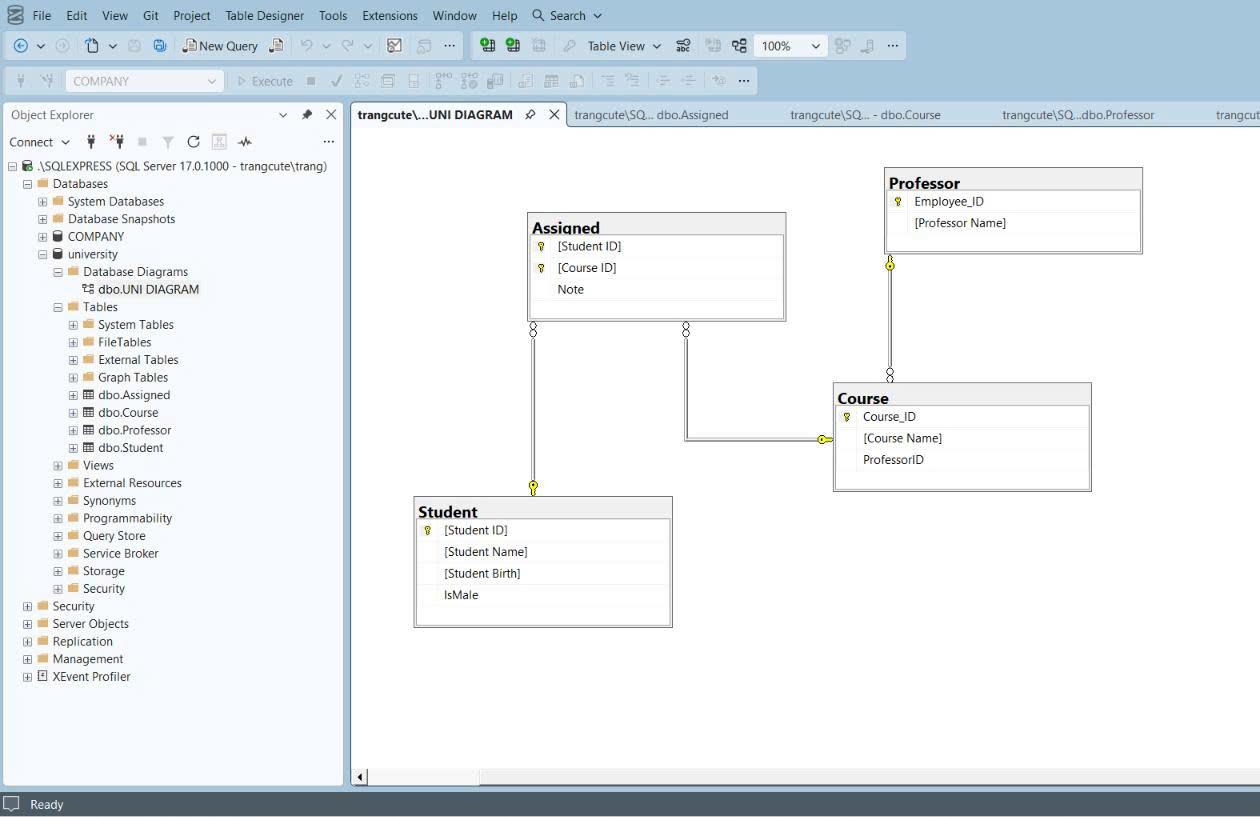 File Edit View Git Project Table Designer Tools Extensions Window Help Search
New Query Table View 100%
COMPANY Execute
Object Explorer
Connect
.\SQLEXPRESS (SQL Server 17.0.1000 - trangcute\trang)
Databases
System Databases
Database Snapshots
COMPANY
university
Database Diagrams
dbo.UNI DIAGRAM
Tables
System Tables
FileTables
External Tables
Graph Tables
dbo.Assigned
dbo.Course
dbo.Professor
dbo.Student
Views
External Resources
Synonyms
Programmability
Query Store
Service Broker
Storage
Security
Security
Server Objects
Replication
Management
XEvent Profiler
trangcute\...UNI DIAGRAM trangcute\SQ... dbo.Assigned trangcute\SQ... - dbo.Course trangcute\SQ...dbo.Professor trangcut
Professor
Employee_ID
[Professor Name]
Assigned
[Student ID]
[Course ID]
Note
Course
Course_ID
[Course Name]
ProfessorID
Student
[Student ID]
[Student Name]
[Student Birth]
IsMale
Ready